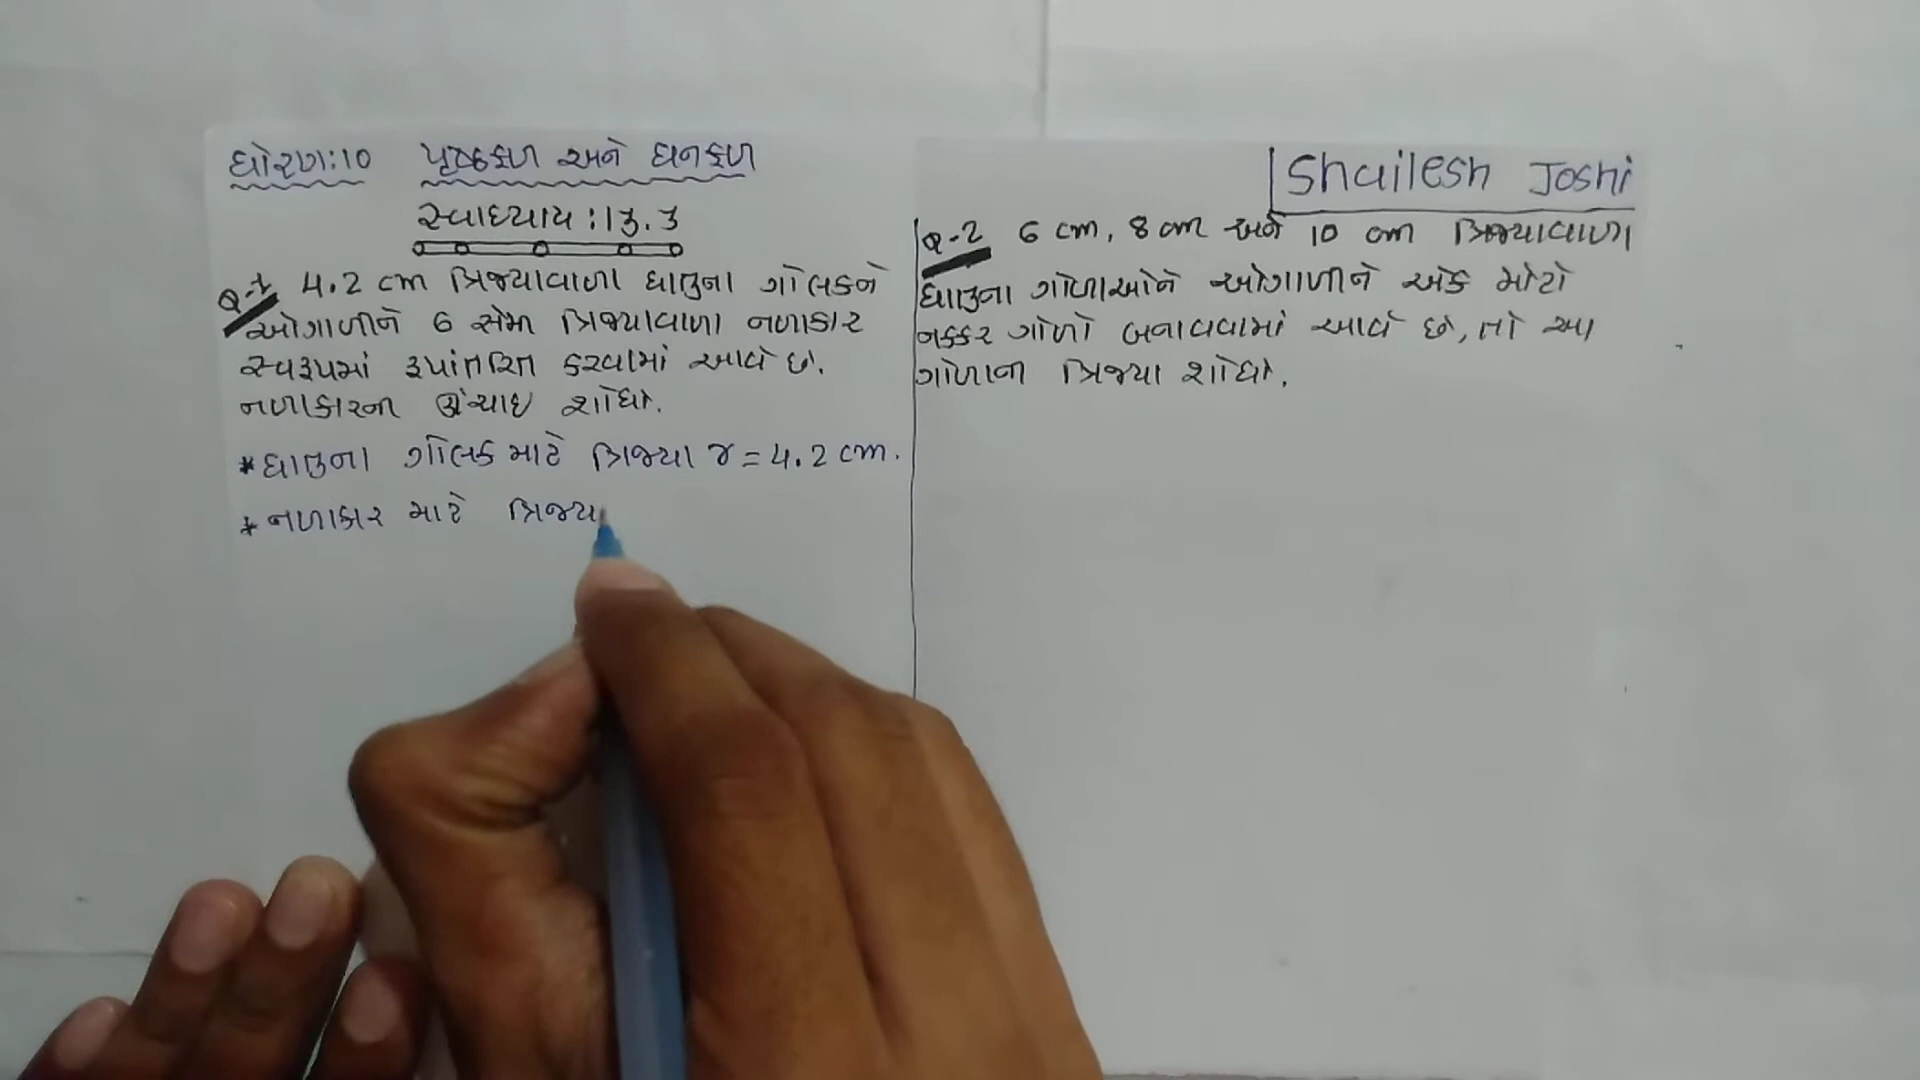 ધોરણ:10 પૃષ્ઠફળ અને ઘનફળ
સ્વાધ્યાય:13.3
Q-1 4.2 cm ત્રિજ્યાવાળા ધાતુના ગોલકને
ઓગાળીને 6 સેમી ત્રિજ્યાવાળા નળાકાર
સ્વરૂપમાં રૂપાંતરિત કરવામાં આવે છે.
નળાકારની ઊંચાઇ શોધો.
*ધાતુના ગોલક માટે ત્રિજ્યા r = 4.2 cm.
*નળાકાર માટે ત્રિજ્યા
Shailesh Joshi
Q-2 6 cm, 8 cm અને 10 cm ત્રિજ્યાવાળા
ધાતુના ગોળાઓને ઓગાળીને એક મોટો
નક્કર ગોળો બનાવવામાં આવે છે, તો આ
ગોળાની ત્રિજ્યા શોધો.